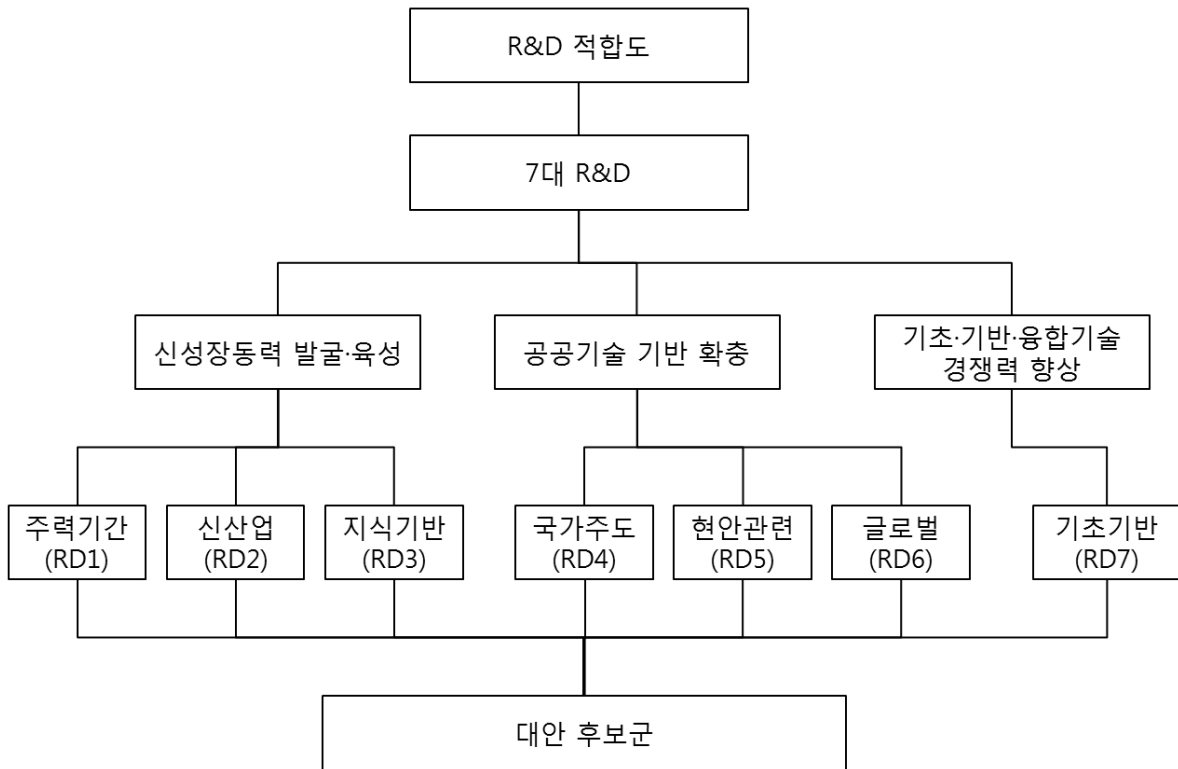 R&D 적합도
7대 R&D
신성장동력 발굴·육성
공공기술 기반 확충
기초·기반·융합기술
경쟁력 향상
주력기간
(RD1)
신산업
(RD2)
지식기반
(RD3)
국가주도
(RD4)
현안관련
(RD5)
글로벌
(RD6)
기초기반
(RD7)
대안 후보군